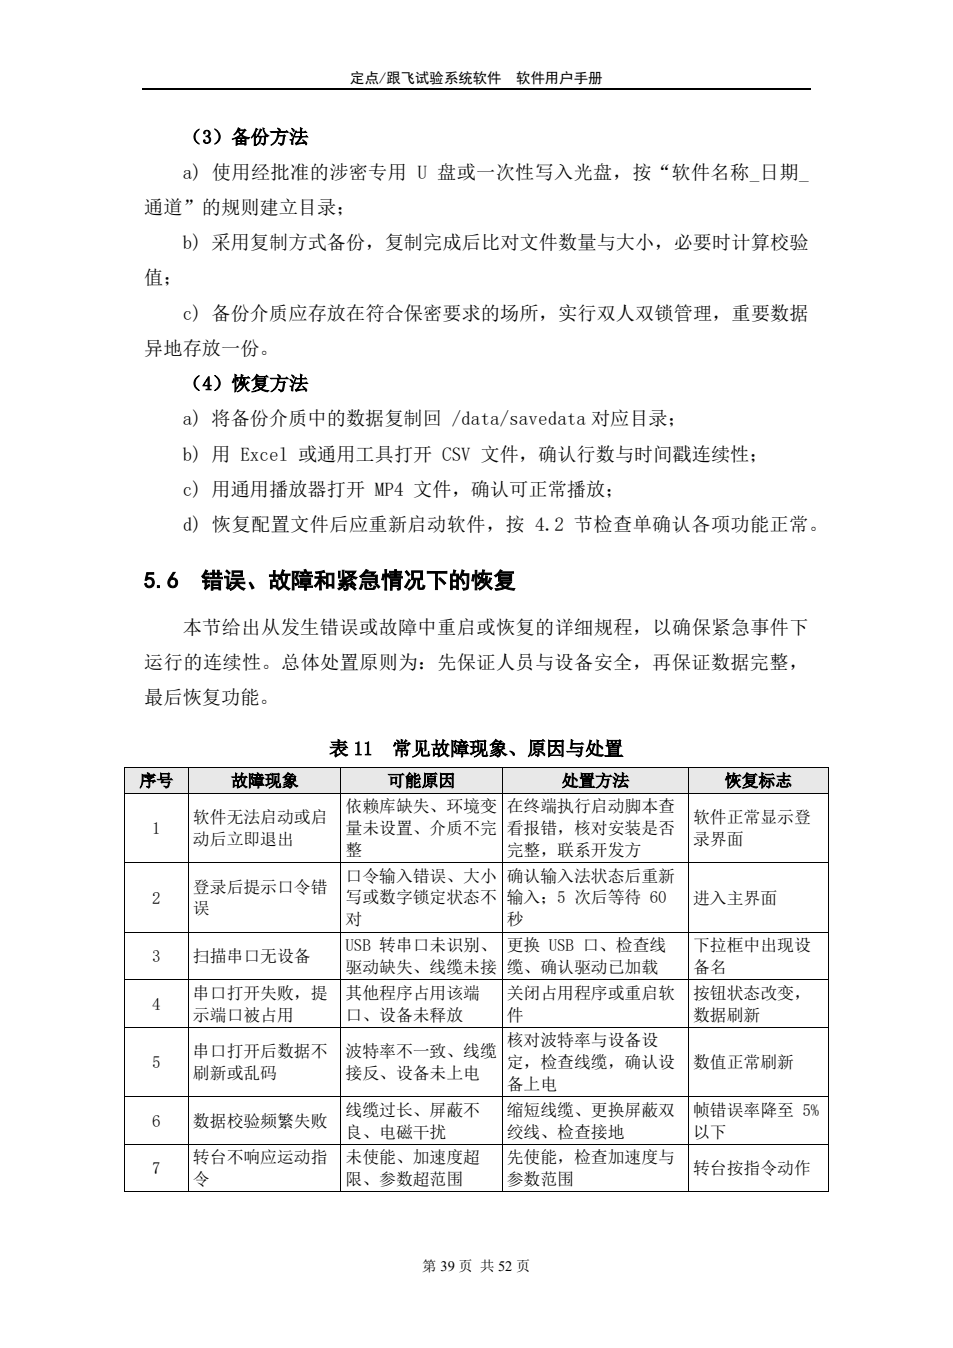 定点/跟飞试验系统软件　软件用户手册
（3）备份方法
a) 使用经批准的涉密专用 U 盘或一次性写入光盘，按“软件名称_日期_
通道”的规则建立目录；
b) 采用复制方式备份，复制完成后比对文件数量与大小，必要时计算校验
值；
c) 备份介质应存放在符合保密要求的场所，实行双人双锁管理，重要数据
异地存放一份。
（4）恢复方法
a) 将备份介质中的数据复制回 /data/savedata 对应目录；
b) 用 Excel 或通用工具打开 CSV 文件，确认行数与时间戳连续性；
c) 用通用播放器打开 MP4 文件，确认可正常播放；
d) 恢复配置文件后应重新启动软件，按 4.2 节检查单确认各项功能正常。
5.6　错误、故障和紧急情况下的恢复
本节给出从发生错误或故障中重启或恢复的详细规程，以确保紧急事件下
运行的连续性。总体处置原则为：先保证人员与设备安全，再保证数据完整，
最后恢复功能。
表 11　常见故障现象、原因与处置
序号 故障现象 可能原因 处置方法 恢复标志
1
软件无法启动或启
动后立即退出
依赖库缺失、环境变
量未设置、介质不完
整
在终端执行启动脚本查
看报错，核对安装是否
完整，联系开发方
软件正常显示登
录界面
2
登录后提示口令错
误
口令输入错误、大小
写或数字锁定状态不
对
确认输入法状态后重新
输入；5 次后等待 60
秒
进入主界面
3
扫描串口无设备
USB 转串口未识别、
驱动缺失、线缆未接
更换 USB 口、检查线
缆、确认驱动已加载
下拉框中出现设
备名
4
串口打开失败，提
示端口被占用
其他程序占用该端
口、设备未释放
关闭占用程序或重启软
件
按钮状态改变，
数据刷新
5
串口打开后数据不
刷新或乱码
波特率不一致、线缆
接反、设备未上电
核对波特率与设备设
定，检查线缆，确认设
备上电
数值正常刷新
6
数据校验频繁失败
线缆过长、屏蔽不
良、电磁干扰
缩短线缆、更换屏蔽双
绞线、检查接地
帧错误率降至 5%
以下
7
转台不响应运动指
令
未使能、加速度超
限、参数超范围
先使能，检查加速度与
参数范围
转台按指令动作
第 39 页 共 52 页